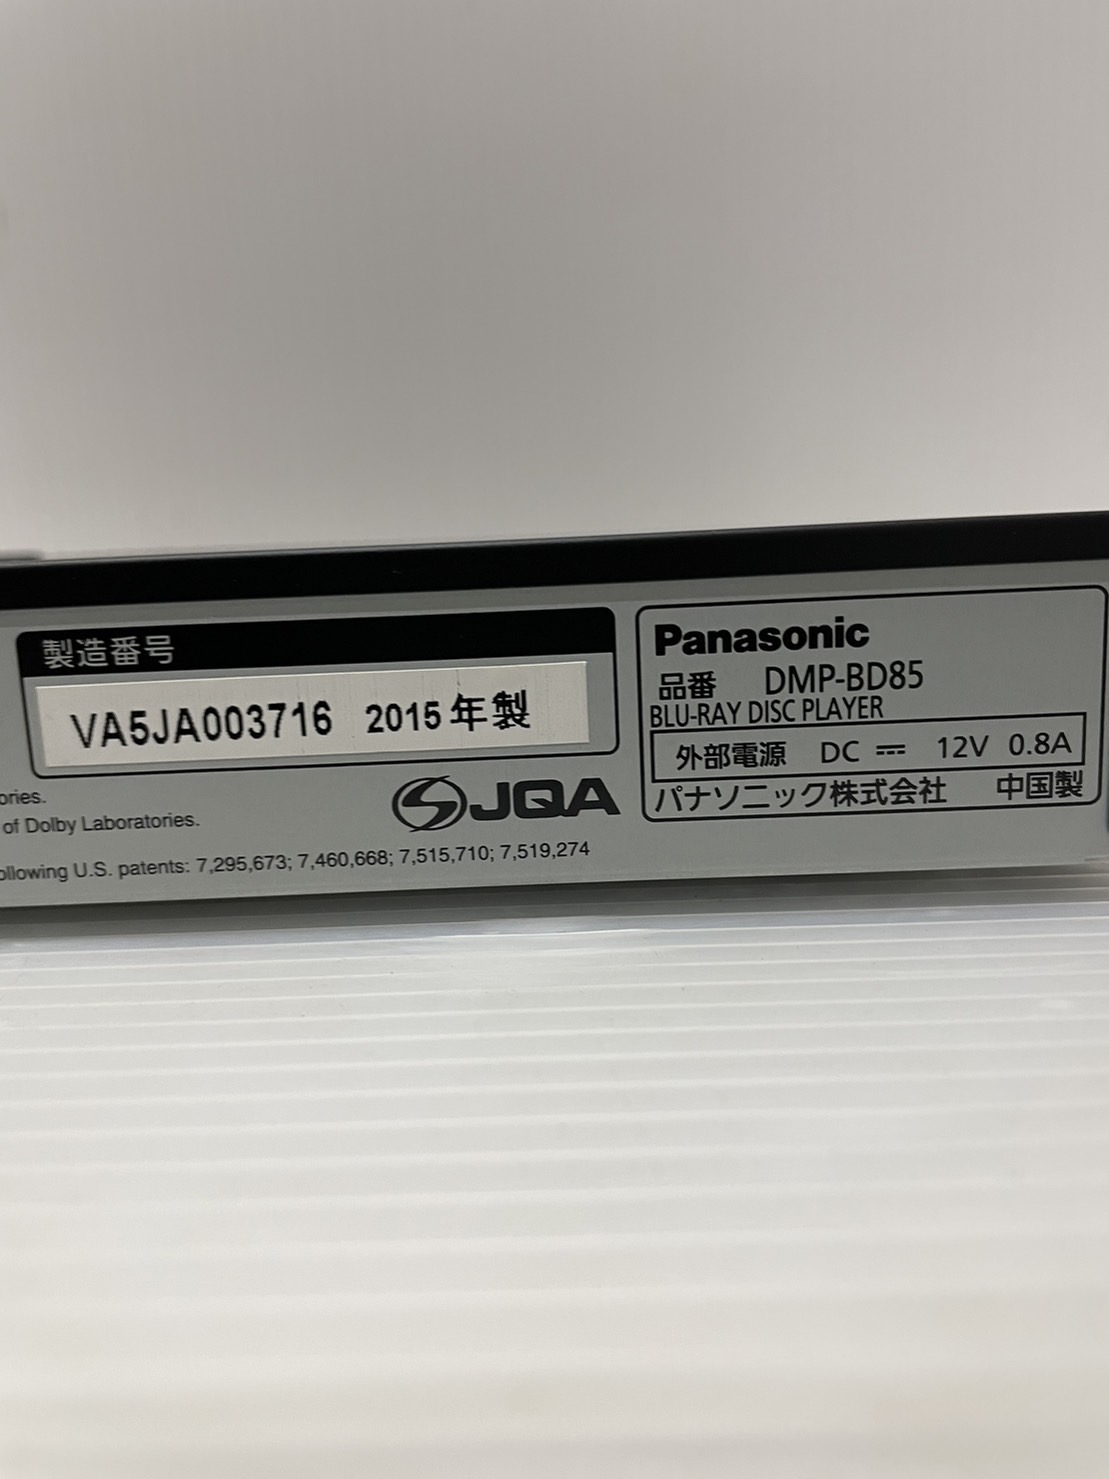 製造番号
VA5JA003716 2015年製
ories.
of Dolby Laboratories.
ollowing U.S. patents: 7,295,673; 7,460,668; 7,515,710; 7,519,274
JQA
Panasonic
品番 DMP-BD85
BLU-RAY DISC PLAYER
外部電源 DC ⎓ 12V 0.8A
パナソニック株式会社 中国製